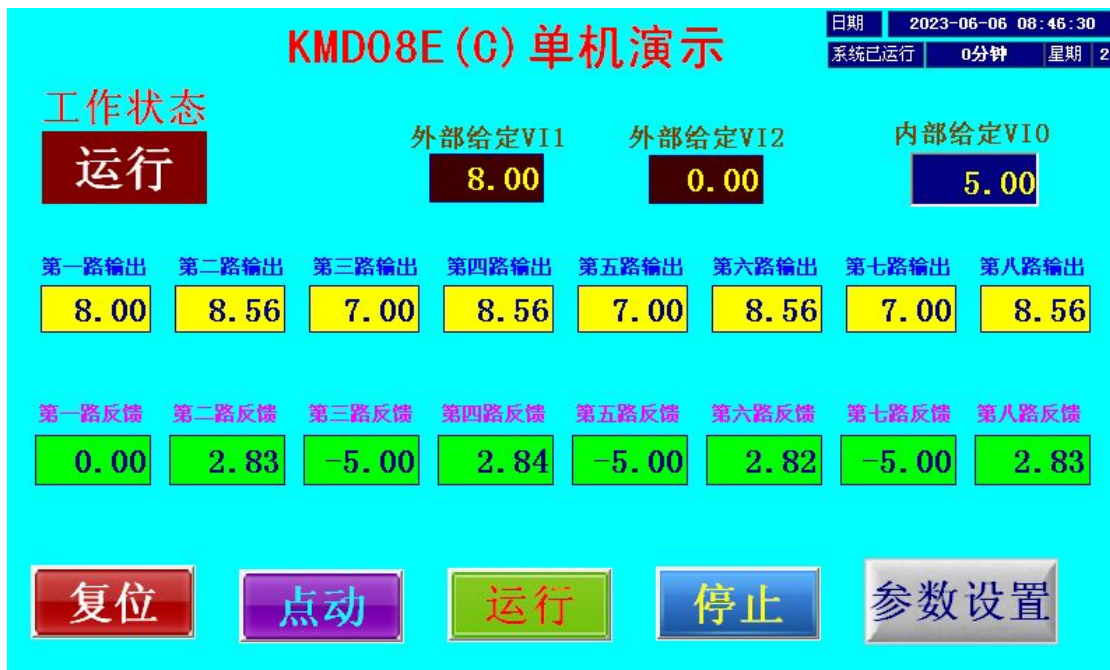 KMD08E(C)单机演示
日期 2023-06-06 08:46:30
系统已运行 0分钟 星期 2
工作状态
运行
外部给定VI1 外部给定VI2 内部给定VI0
8.00 0.00 5.00
第一路输出 第二路输出 第三路输出 第四路输出 第五路输出 第六路输出 第七路输出 第八路输出
8.00 8.56 7.00 8.56 7.00 8.56 7.00 8.56
第一路反馈 第二路反馈 第三路反馈 第四路反馈 第五路反馈 第六路反馈 第七路反馈 第八路反馈
0.00 2.83 -5.00 2.84 -5.00 2.82 -5.00 2.83
复位 点动 运行 停止 参数设置